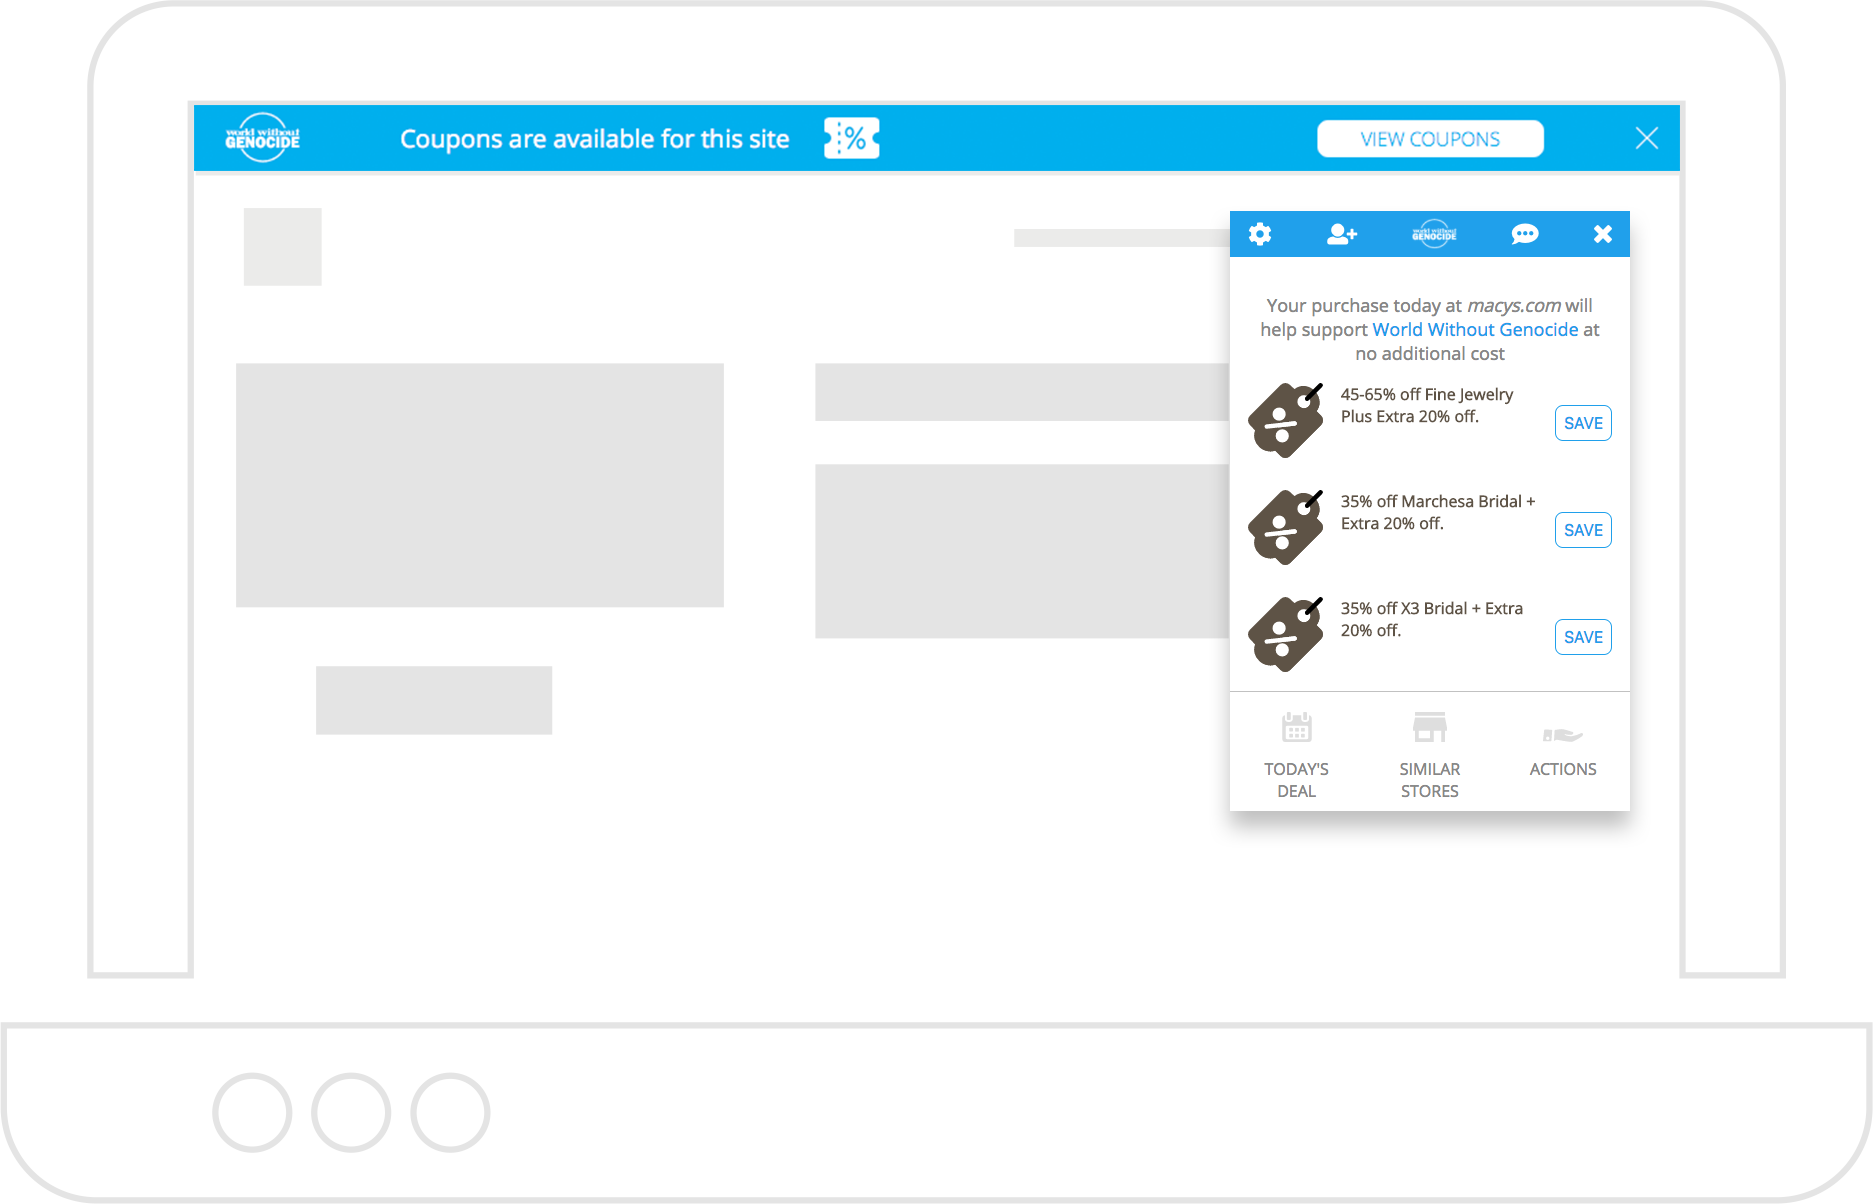 world without
GENOCIDE
Coupons are available for this site
%
VIEW COUPONS
world without
GENOCIDE
Your purchase today at macys.com will
help support World Without Genocide at
no additional cost
45-65% off Fine Jewelry
Plus Extra 20% off.
SAVE
35% off Marchesa Bridal +
Extra 20% off.
SAVE
35% off X3 Bridal + Extra
20% off.
SAVE
TODAY'S
DEAL
SIMILAR
STORES
ACTIONS